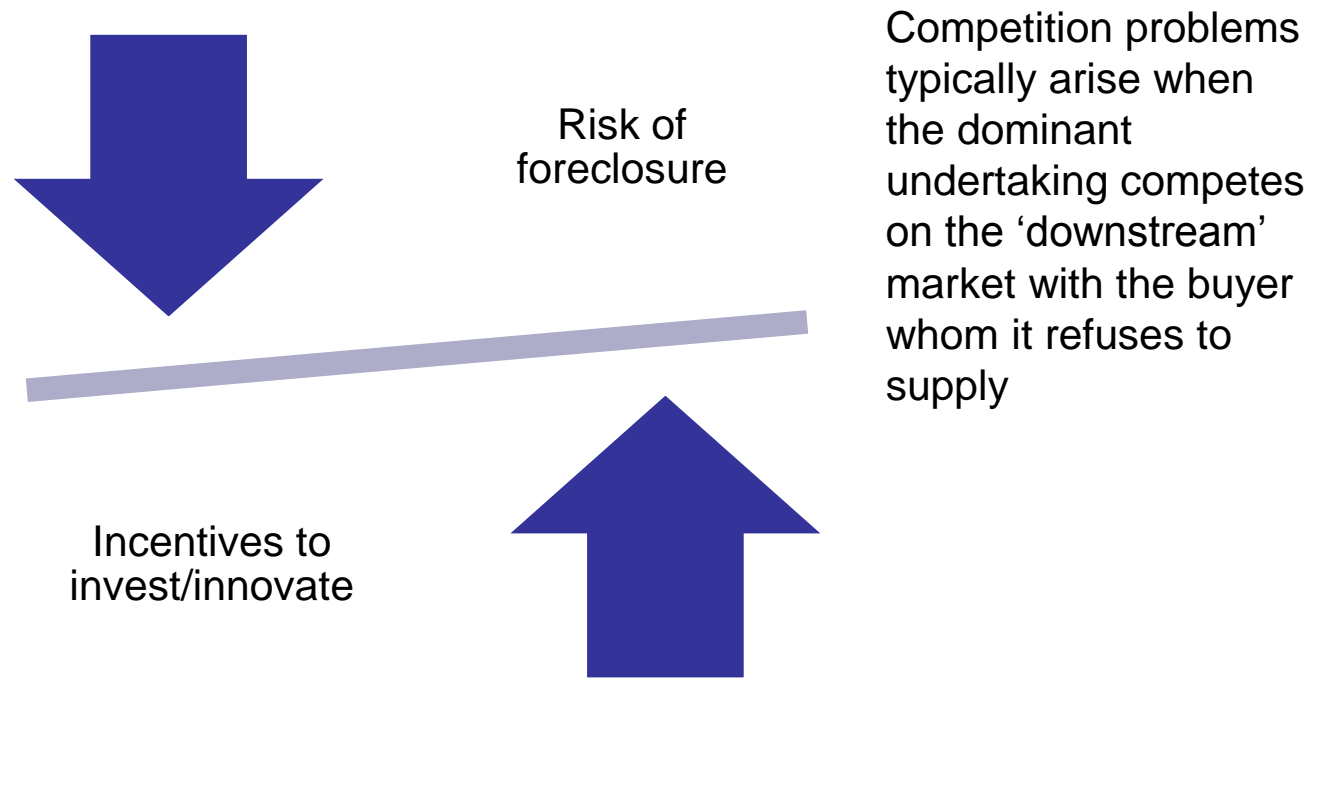 Risk of
foreclosure
Incentives to
invest/innovate
Competition problems
typically arise when
the dominant
undertaking competes
on the ‘downstream’
market with the buyer
whom it refuses to
supply